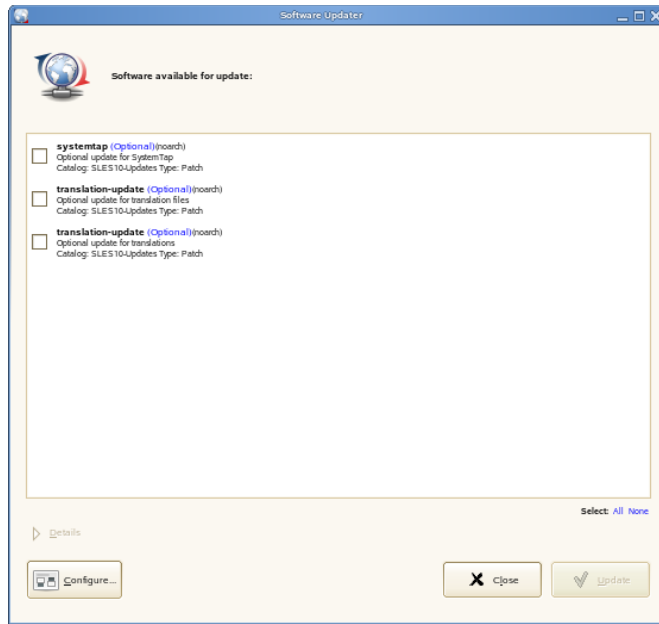 Software Updater
Software available for update:
systemtap (Optional)(noarch)
Optional update for SystemTap
Catalog: SLES10-Updates Type: Patch
translation-update (Optional)(noarch)
Optional update for translation files
Catalog: SLES10-Updates Type: Patch
translation-update (Optional)(noarch)
Optional update for translations
Catalog: SLES10-Updates Type: Patch
Select: All None
Details
Configure... Close Update